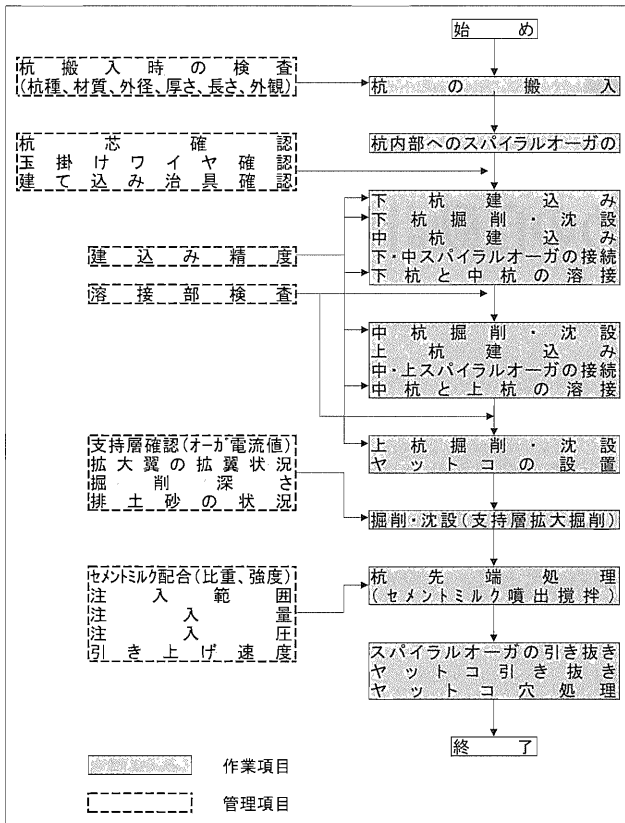 始め
杭搬入時の検査
(杭種、材質、外径、厚さ、長さ、外観)
杭の搬入
杭芯確認
玉掛けワイヤ確認
建て込み治具確認
杭内部へのスパイラルオーガの
下杭建込み
下杭掘削・沈設
中杭建込み
下・中スパイラルオーガの接続
下杭と中杭の溶接
建込み精度
溶接部検査
中杭掘削・沈設
上杭建込み
中・上スパイラルオーガの接続
中杭と上杭の溶接
支持層確認(オーガ電流値)
拡大翼の拡翼状況
掘削深さ
排土砂の状況
上杭掘削・沈設
ヤットコの設置
掘削・沈設(支持層拡大掘削)
セメントミルク配合(比重、強度)
注入範囲
注入量
注入圧
引き上げ速度
杭先端処理
(セメントミルク噴出撹拌)
スパイラルオーガの引き抜き
ヤットコ引き抜き
ヤットコ穴処理
終了
作業項目
管理項目